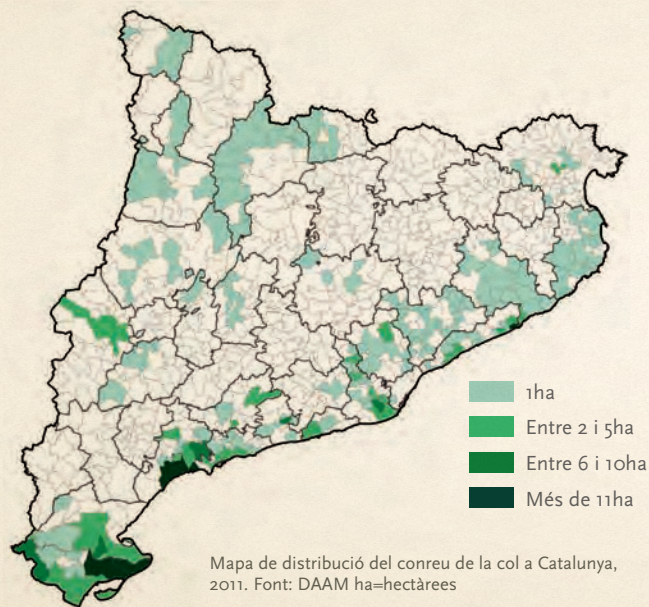 1ha
Entre 2 i 5ha
Entre 6 i 10ha
Més de 11ha
Mapa de distribució del conreu de la col a Catalunya,
2011. Font: DAAM ha=hectàrees